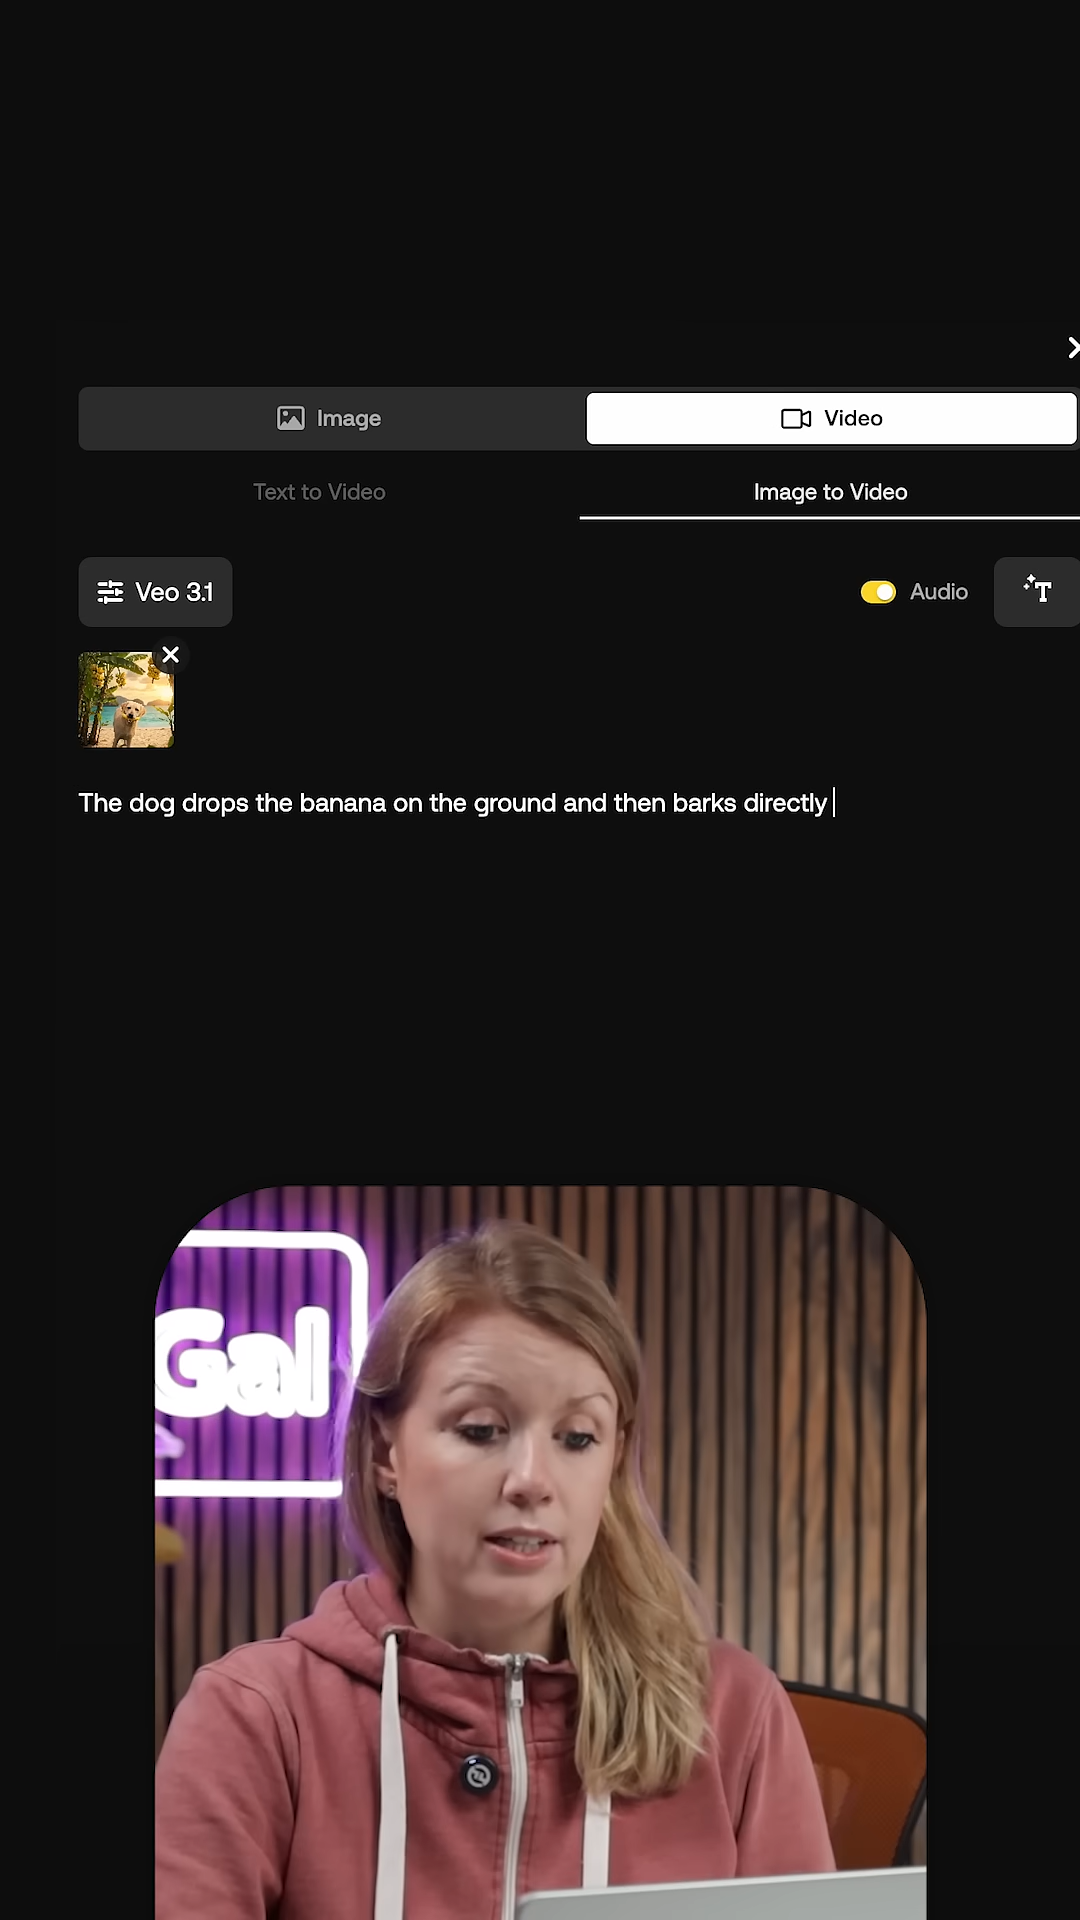 Image
Video
Text to Video
Image to Video
Veo 3.1
Audio
T
The dog drops the banana on the ground and then barks directly
Gal